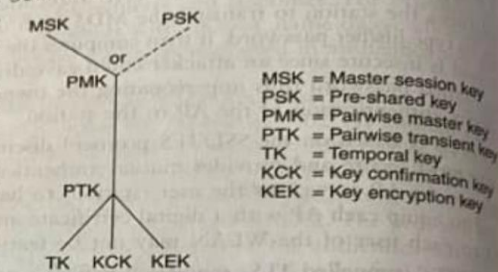 MSK
PSK
or
PMK
PTK
TK KCK KEK
MSK = Master session key
PSK = Pre-shared key
PMK = Pairwise master key
PTK = Pairwise transient key
TK = Temporal key
KCK = Key confirmation key
KEK = Key encryption key